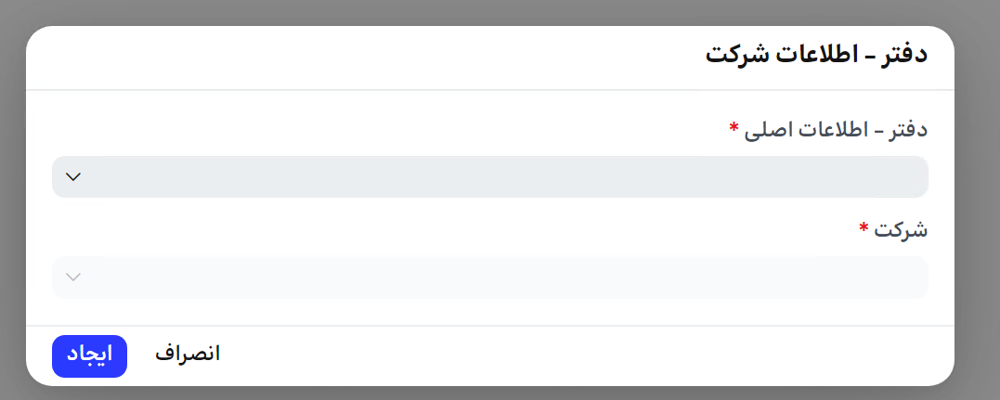 دفتر - اطلاعات شرکت
دفتر - اطلاعات اصلی *
شرکت *
انصراف
ایجاد